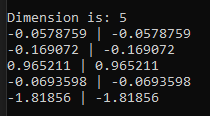 Dimension is: 5
-0.0578759 | -0.0578759
-0.169072 | -0.169072
0.965211 | 0.965211
-0.0693598 | -0.0693598
-1.81856 | -1.81856